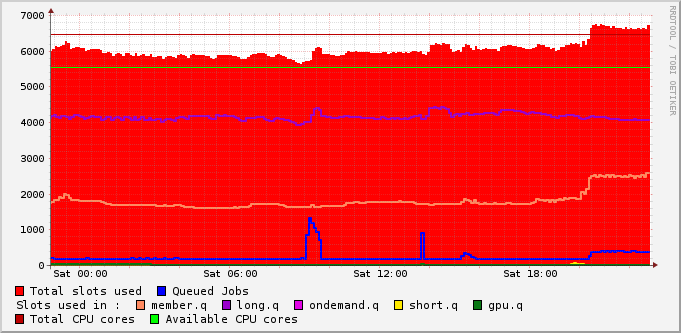 7000
6000
5000
4000
3000
2000
1000
0
Sat 00:00 Sat 06:00 Sat 12:00 Sat 18:00
RRDTOOL / TOBI OETIKER
Total slots used Queued Jobs
Slots used in : member.q long.q ondemand.q short.q gpu.q
Total CPU cores Available CPU cores